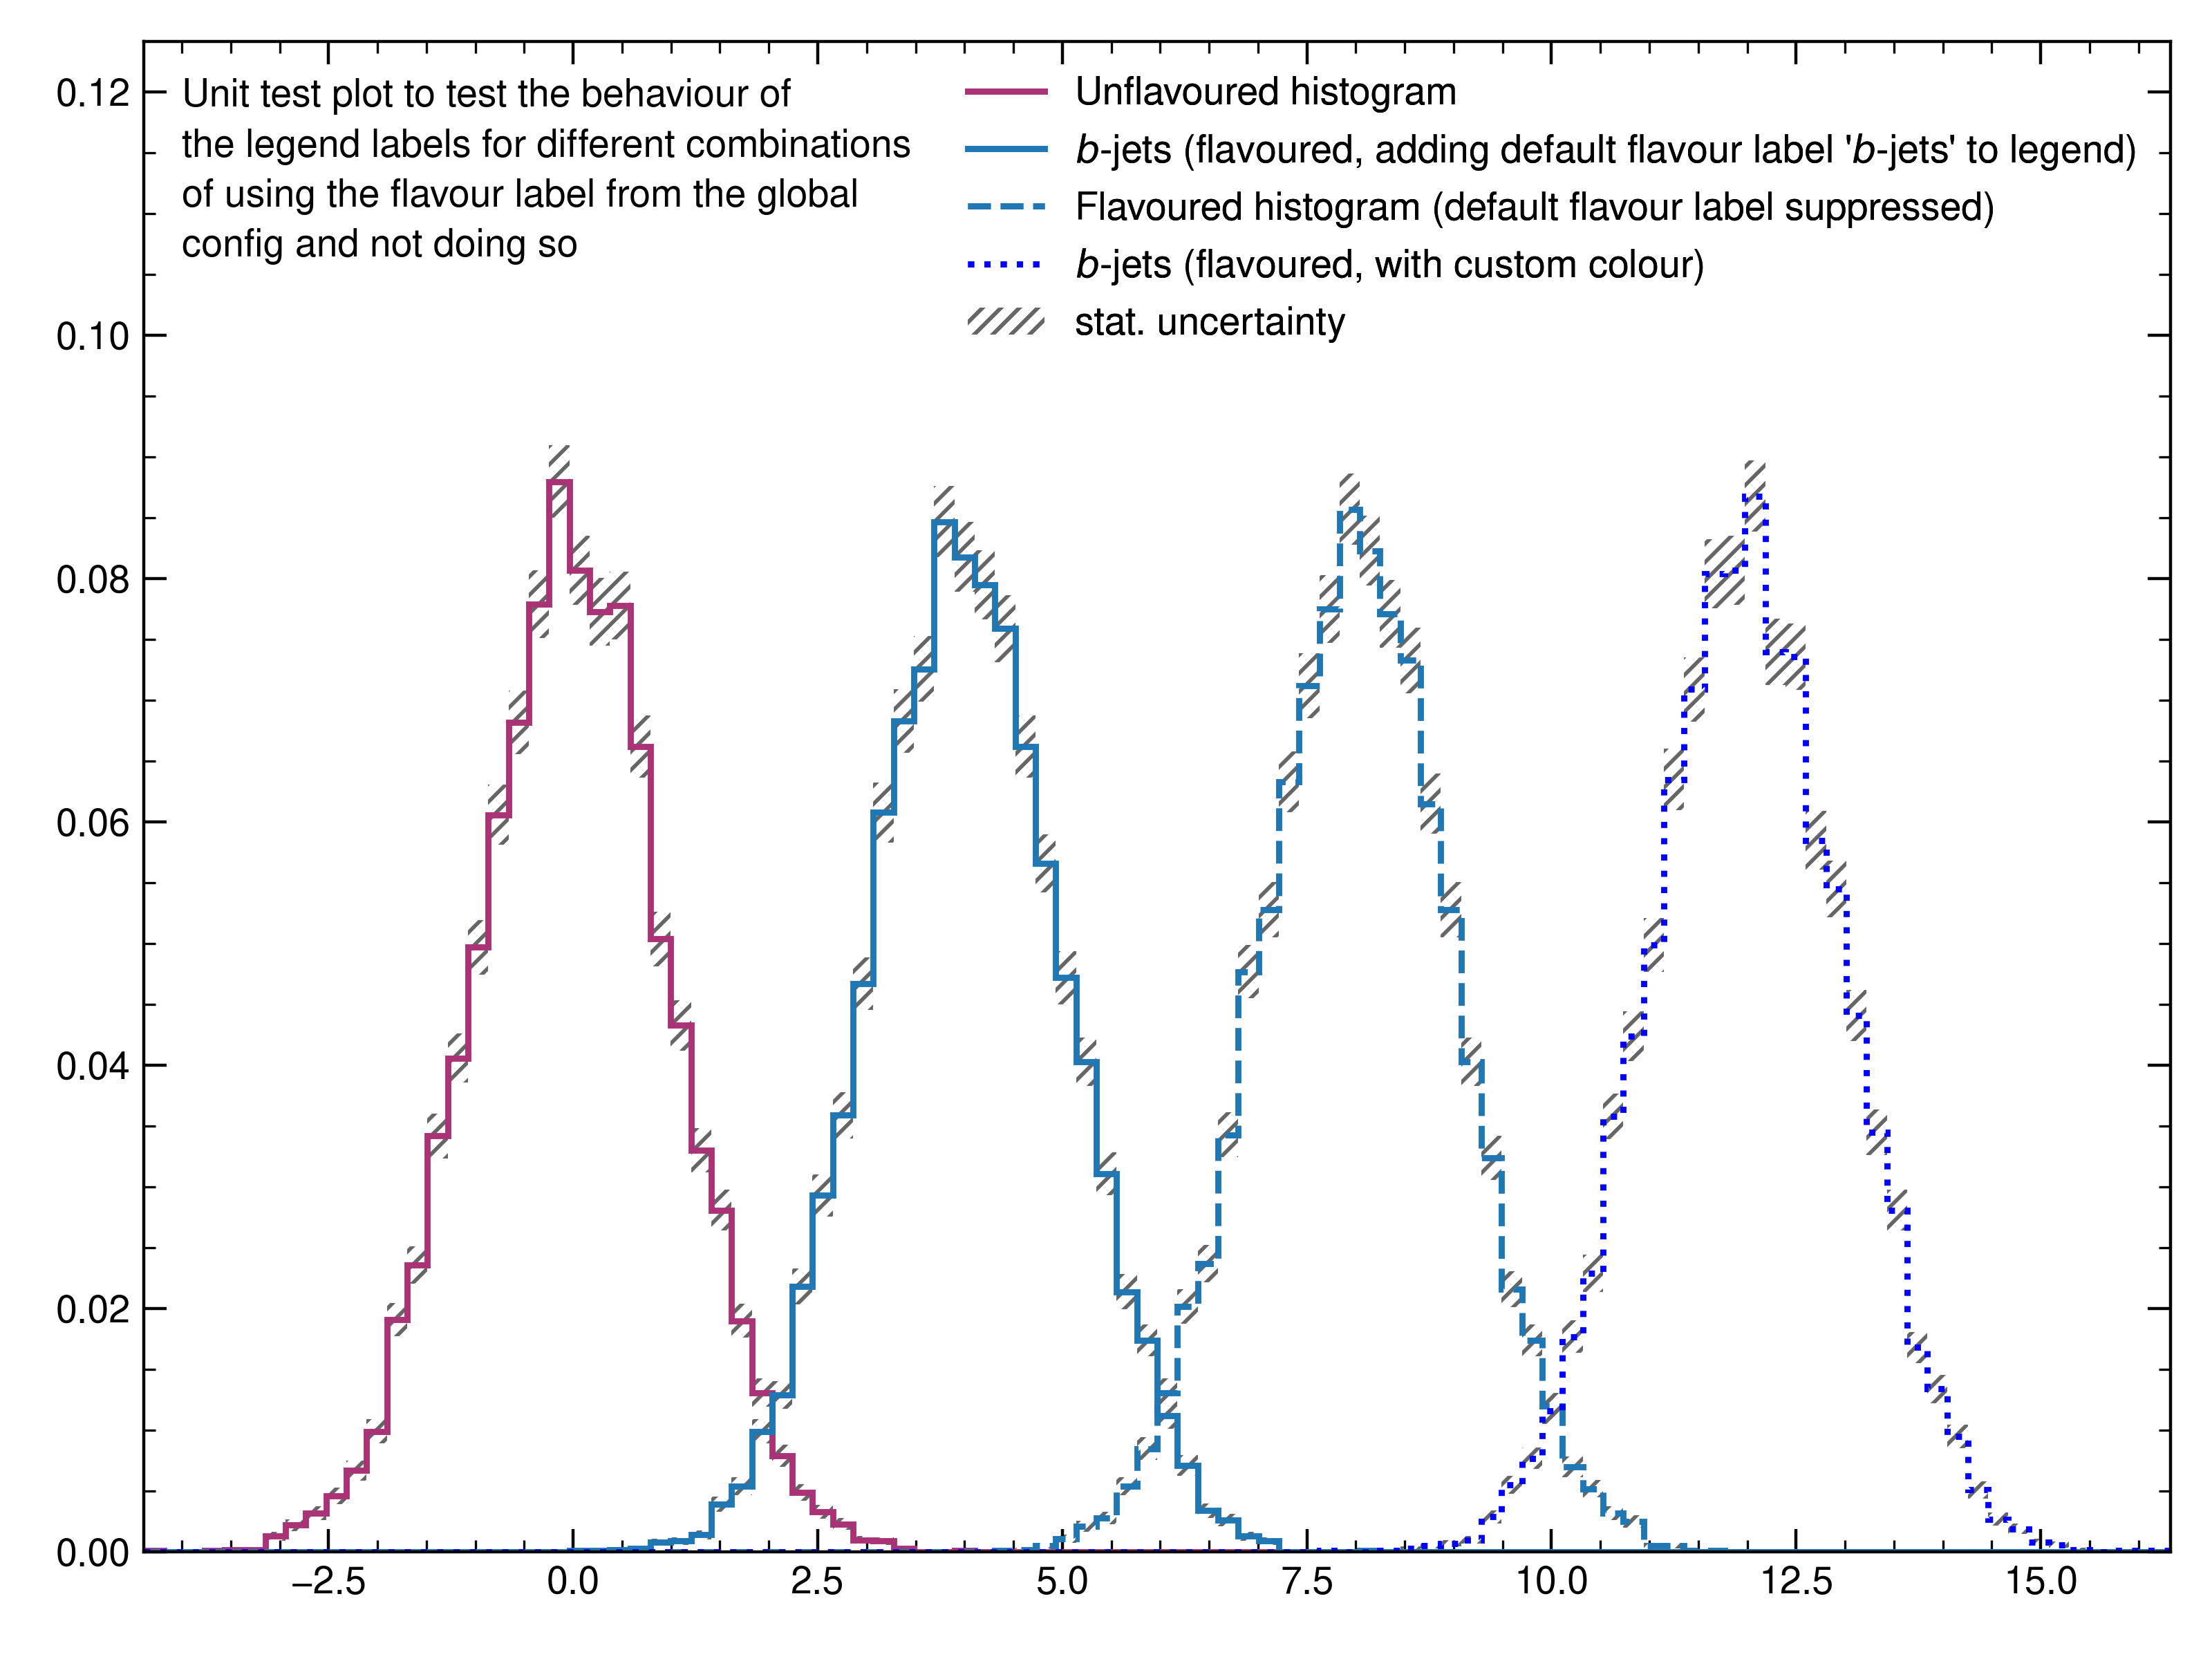 Unit test plot to test the behaviour of
the legend labels for different combinations
of using the flavour label from the global
config and not doing so
Unflavoured histogram
b-jets (flavoured, adding default flavour label 'b-jets' to legend)
Flavoured histogram (default flavour label suppressed)
b-jets (flavoured, with custom colour)
stat. uncertainty
0.12
0.10
0.08
0.06
0.04
0.02
0.00
−2.5 0.0 2.5 5.0 7.5 10.0 12.5 15.0